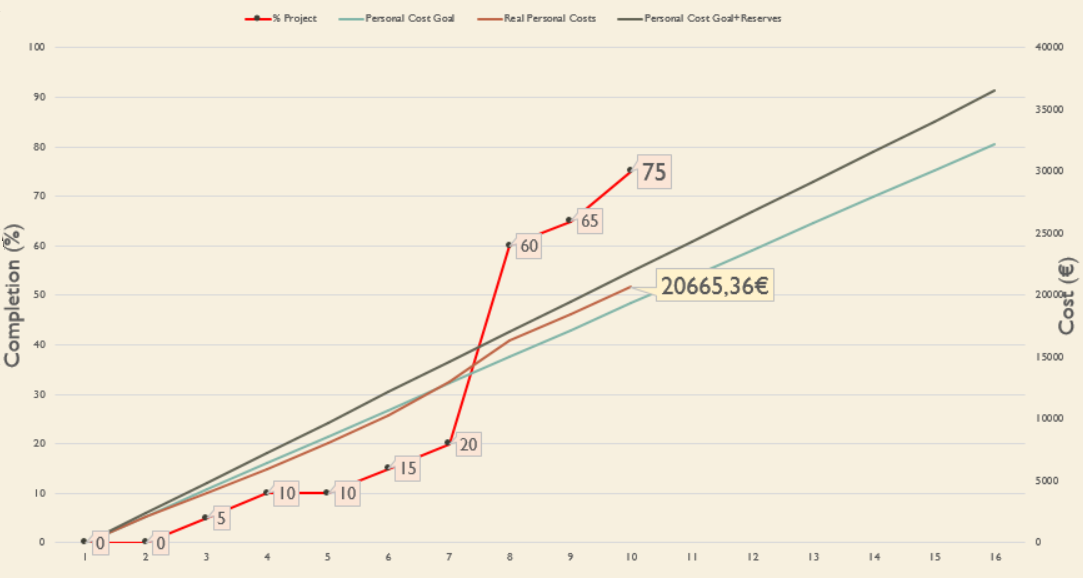 % Project Personal Cost Goal Real Personal Costs Personal Cost Goal+Reserves
100 40000
90 35000
80 30000
75
70
65
60 60 25000
20665,36€
50 20000
40 15000
30 10000
20 20
15
10 10 10 5000
5
0 0 0 0
1 2 3 4 5 6 7 8 9 10 11 12 13 14 15 16
Completion (%)
Cost (€)